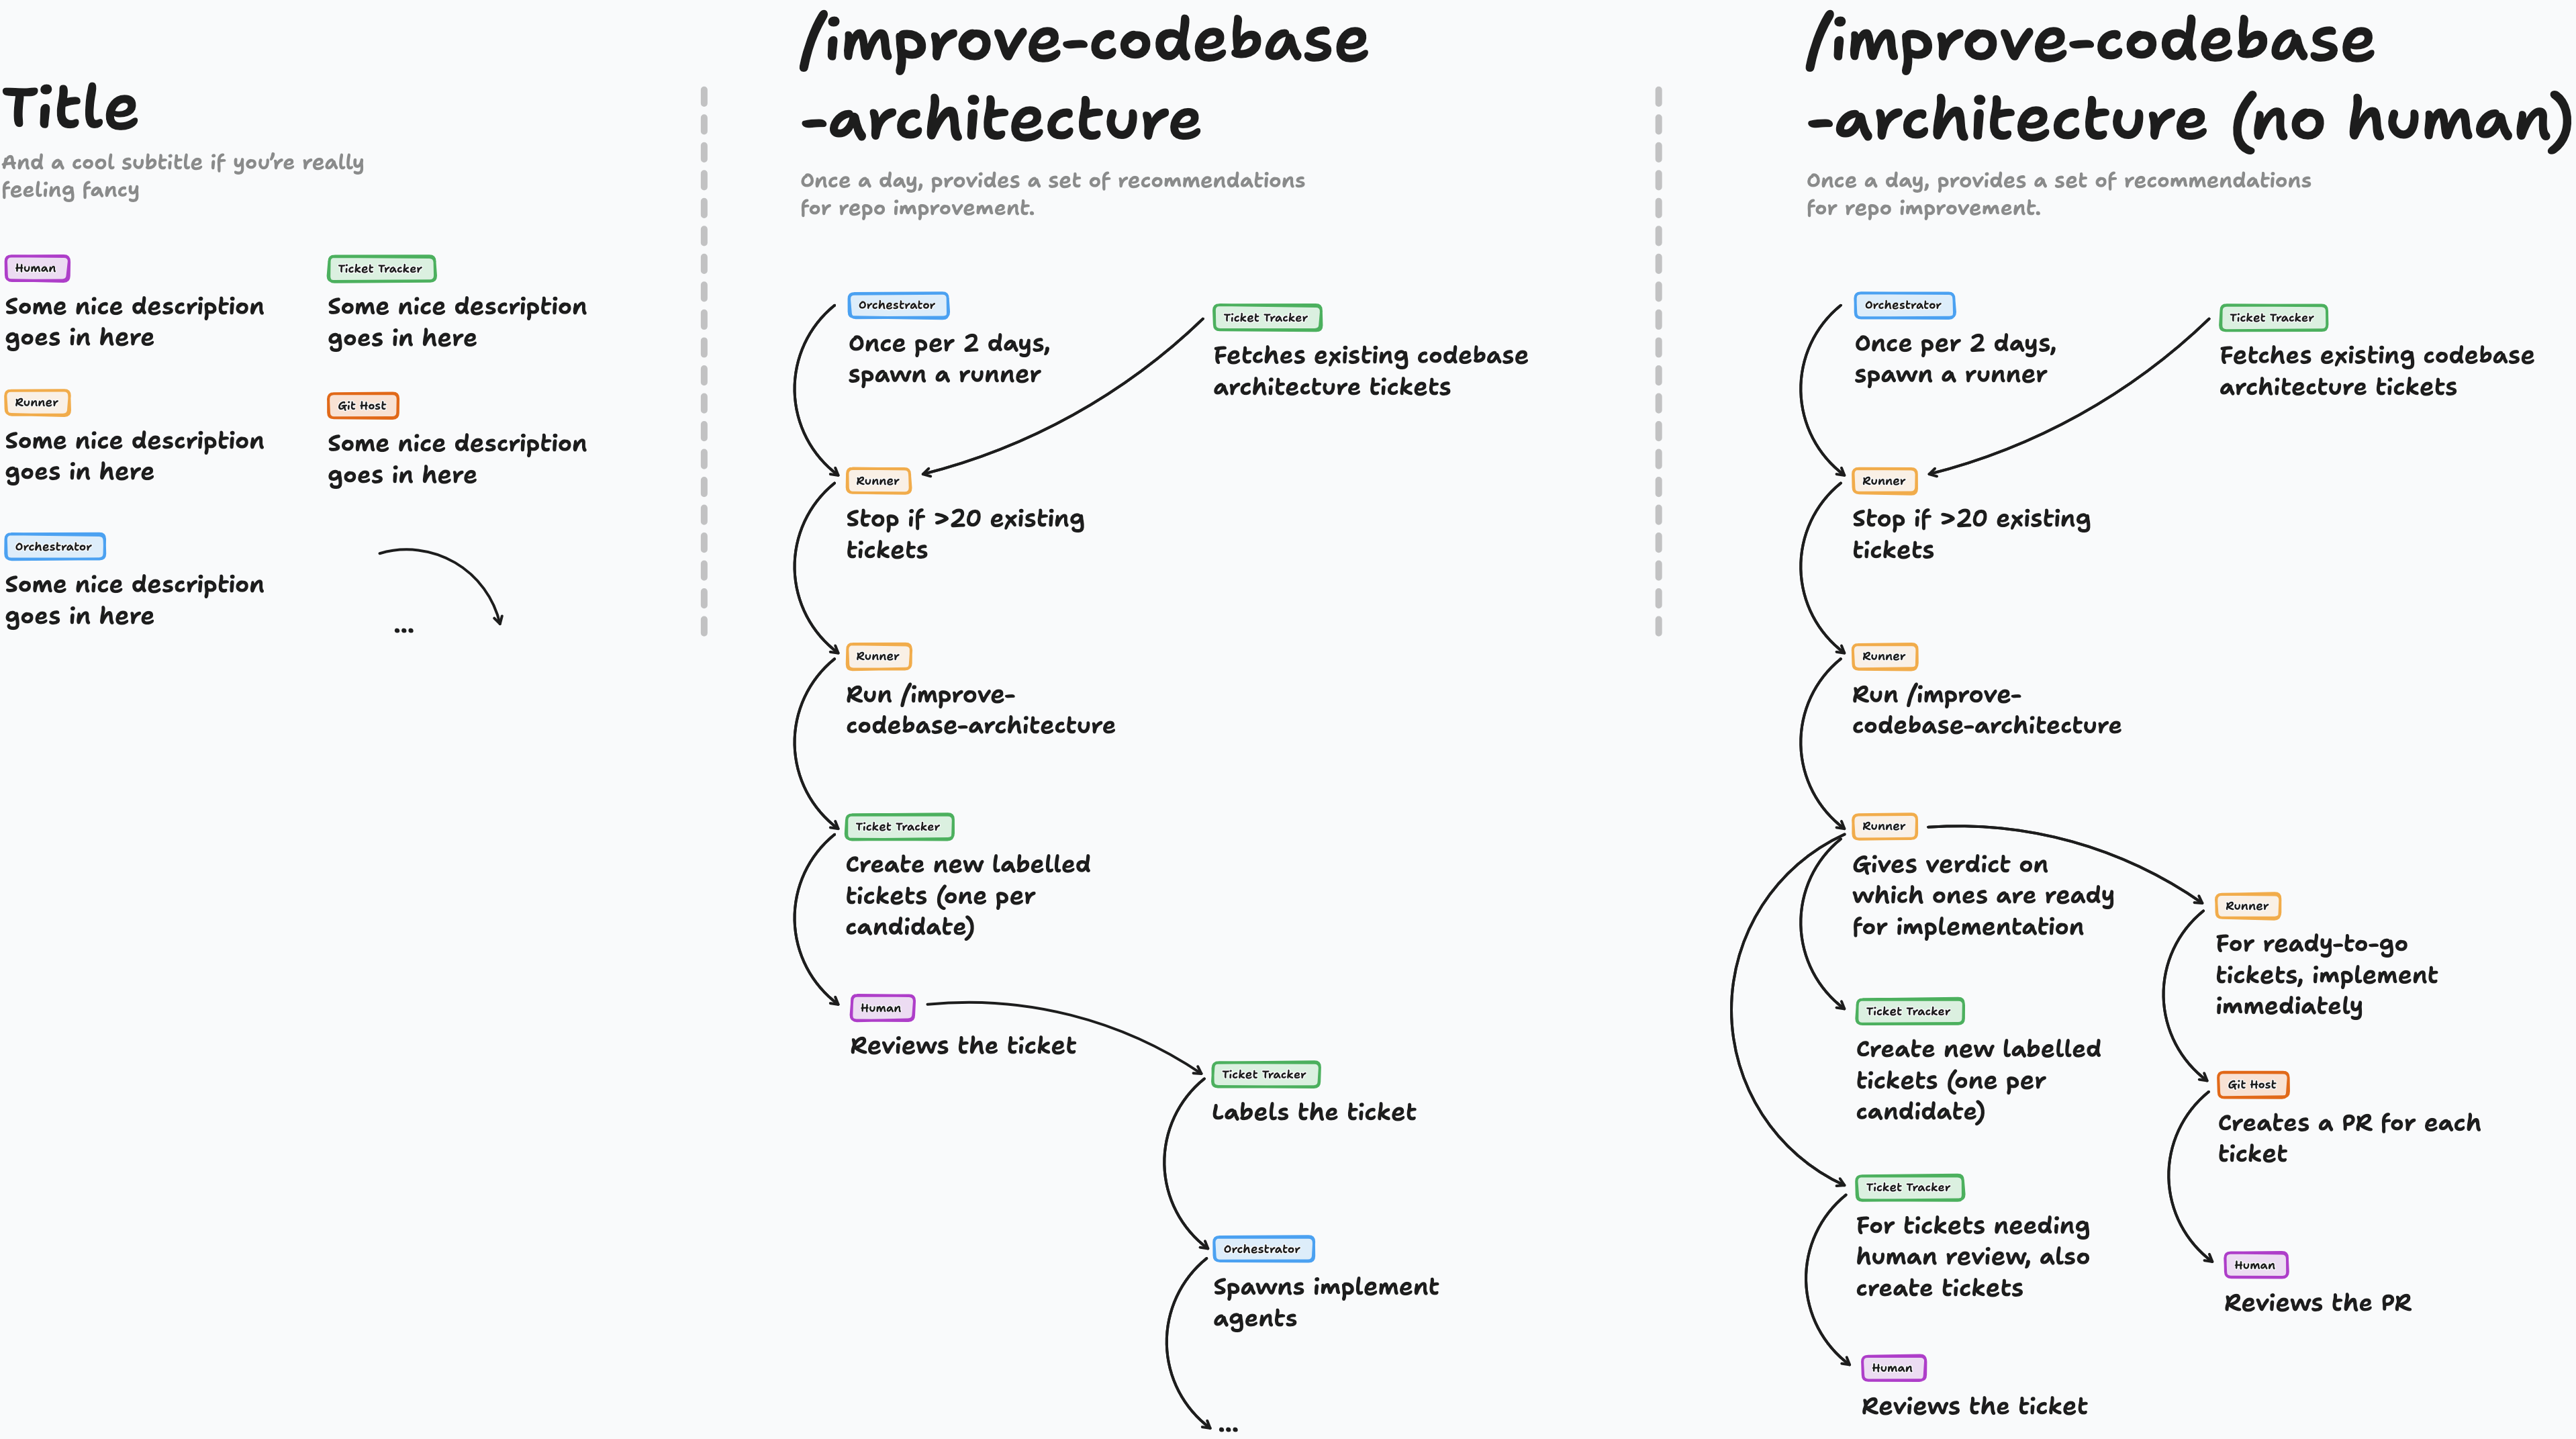 Title
And a cool subtitle if you're really
feeling fancy
Human
Some nice description
goes in here
Ticket Tracker
Some nice description
goes in here
Runner
Some nice description
goes in here
Git Host
Some nice description
goes in here
Orchestrator
Some nice description
goes in here
...
/improve-codebase
-architecture
Once a day, provides a set of recommendations
for repo improvement.
Orchestrator
Once per 2 days,
spawn a runner
Ticket Tracker
Fetches existing codebase
architecture tickets
Runner
Stop if >20 existing
tickets
Runner
Run /improve-
codebase-architecture
Ticket Tracker
Create new labelled
tickets (one per
candidate)
Human
Reviews the ticket
Ticket Tracker
Labels the ticket
Orchestrator
Spawns implement
agents
...
/improve-codebase
-architecture (no human)
Once a day, provides a set of recommendations
for repo improvement.
Orchestrator
Once per 2 days,
spawn a runner
Ticket Tracker
Fetches existing codebase
architecture tickets
Runner
Stop if >20 existing
tickets
Runner
Run /improve-
codebase-architecture
Runner
Gives verdict on
which ones are ready
for implementation
Runner
For ready-to-go
tickets, implement
immediately
Ticket Tracker
Create new labelled
tickets (one per
candidate)
Git Host
Creates a PR for each
ticket
Ticket Tracker
For tickets needing
human review, also
create tickets
Human
Reviews the PR
Human
Reviews the ticket